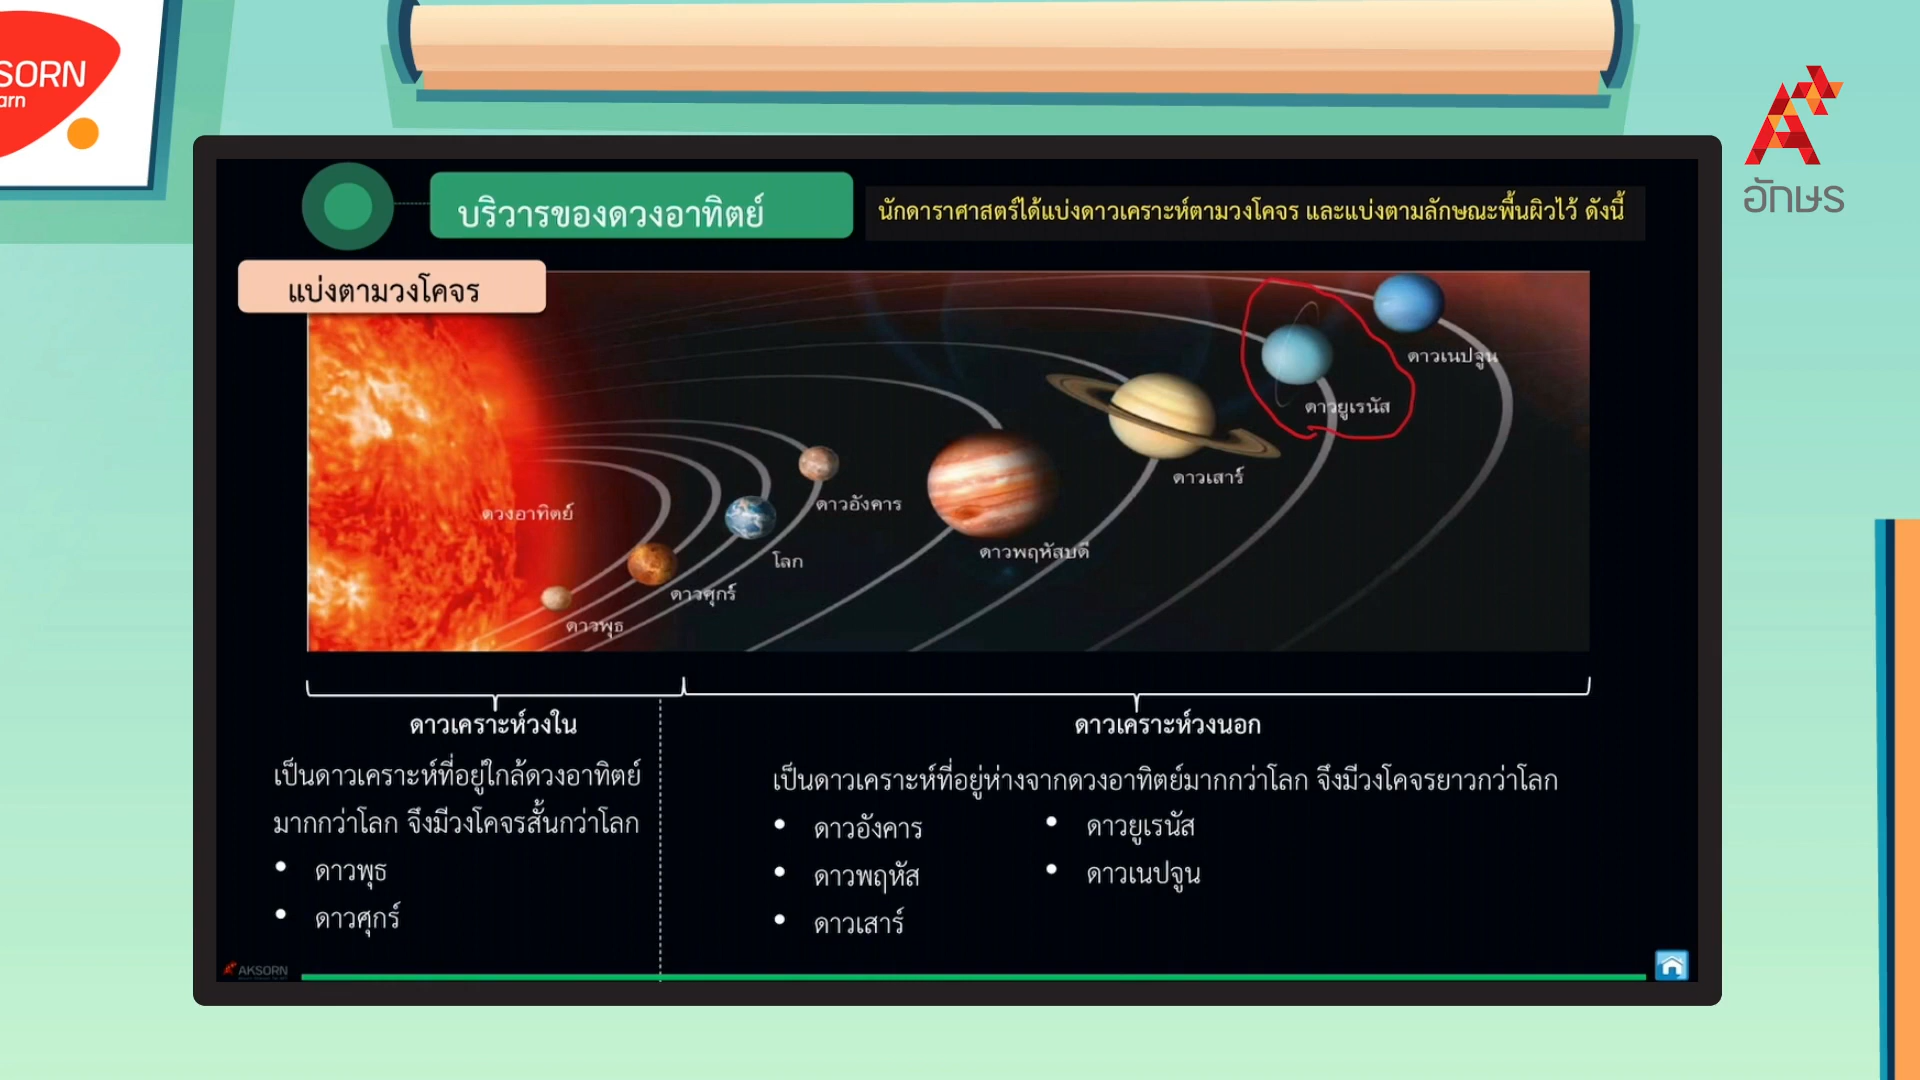 SORN
arn
อักษร
บริวารของดวงอาทิตย์
นักดาราศาสตร์ได้แบ่งดาวเคราะห์ตามวงโคจร และแบ่งตามลักษณะพื้นผิวไว้ ดังนี้
แบ่งตามวงโคจร
ดาวเนปจูน
ดาวยูเรนัส
ดาวเสาร์
ดาวอังคาร
ดวงอาทิตย์
ดาวพฤหัสบดี
โลก
ดาวศุกร์
ดาวพุธ
ดาวเคราะห์วงใน
เป็นดาวเคราะห์ที่อยู่ใกล้ดวงอาทิตย์
มากกว่าโลก จึงมีวงโคจรสั้นกว่าโลก
• ดาวพุธ
• ดาวศุกร์
ดาวเคราะห์วงนอก
เป็นดาวเคราะห์ที่อยู่ห่างจากดวงอาทิตย์มากกว่าโลก จึงมีวงโคจรยาวกว่าโลก
• ดาวอังคาร
• ดาวพฤหัส
• ดาวเสาร์
• ดาวยูเรนัส
• ดาวเนปจูน
AKSORN